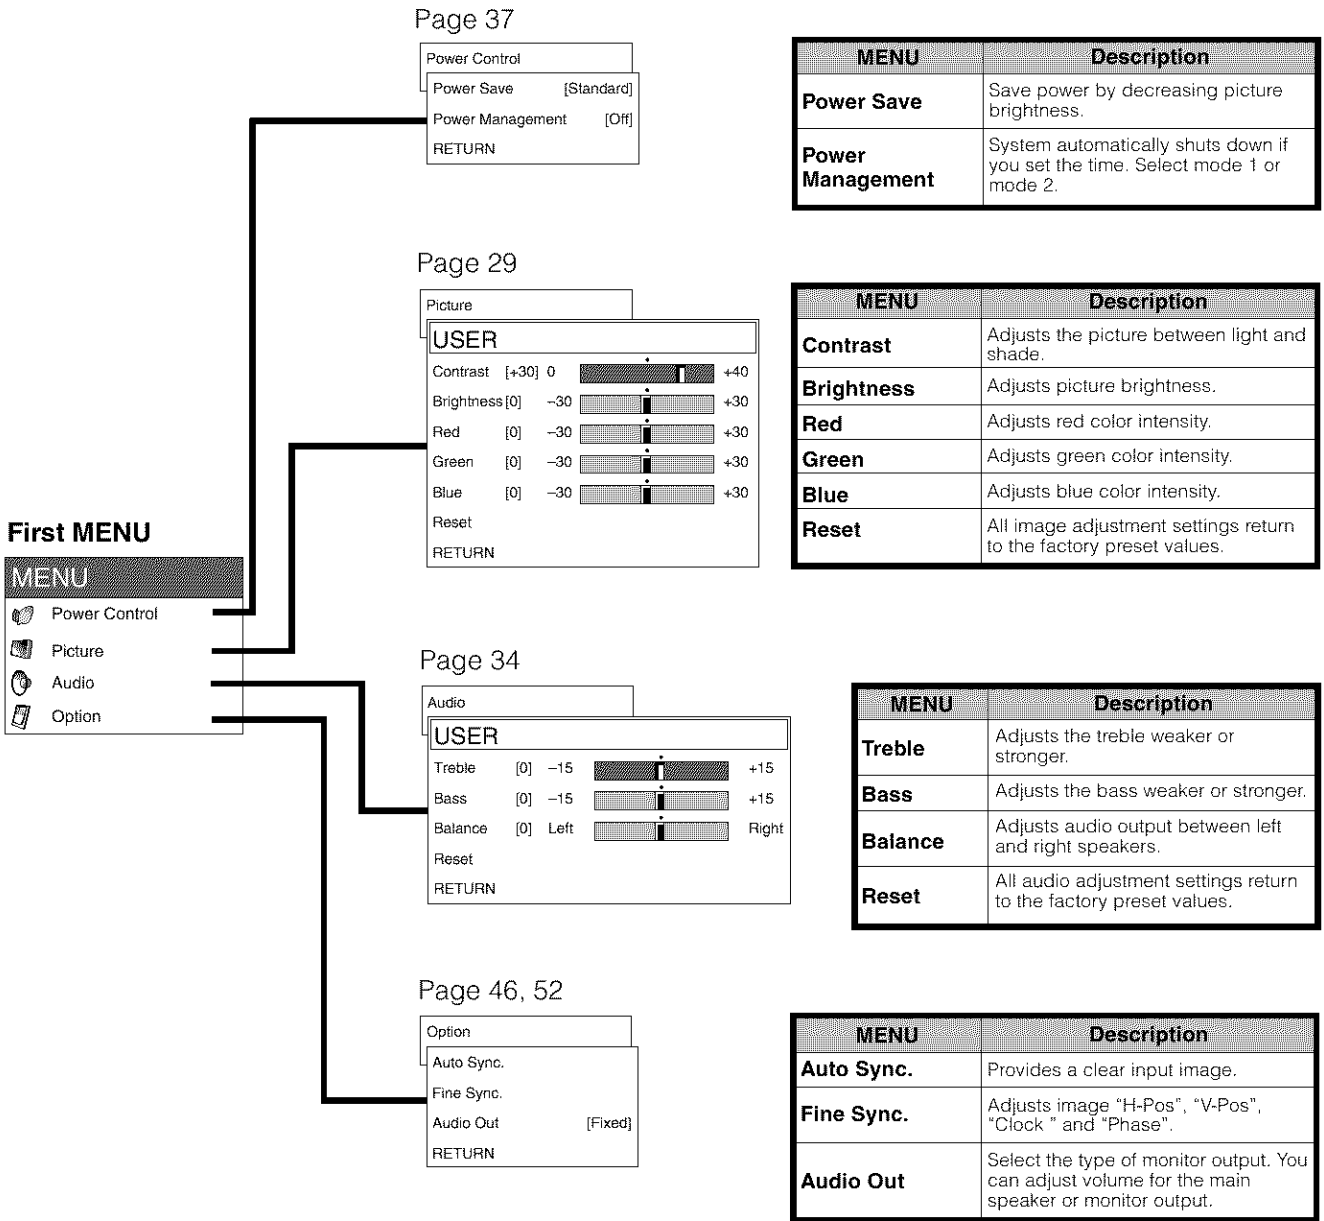 Page 37
Power Control
Power Save [Standard]
Power Management [Off]
RETURN
MENU Description
Power Save Save power by decreasing picture
brightness.
Power
Management System automatically shuts down if
you set the time. Select mode 1 or
mode 2.
Page 29
Picture
USER
Contrast [+30] 0 +40
Brightness [0] −30 +30
Red [0] −30 +30
Green [0] −30 +30
Blue [0] −30 +30
Reset
RETURN
MENU Description
Contrast Adjusts the picture between light and
shade.
Brightness Adjusts picture brightness.
Red Adjusts red color intensity.
Green Adjusts green color intensity.
Blue Adjusts blue color intensity.
Reset All image adjustment settings return
to the factory preset values.
First MENU
MENU
Power Control
Picture
Audio
Option
Page 34
Audio
USER
Treble [0] −15 +15
Bass [0] −15 +15
Balance [0] Left Right
Reset
RETURN
MENU Description
Treble Adjusts the treble weaker or
stronger.
Bass Adjusts the bass weaker or stronger.
Balance Adjusts audio output between left
and right speakers.
Reset All audio adjustment settings return
to the factory preset values.
Page 46, 52
Option
Auto Sync.
Fine Sync.
Audio Out [Fixed]
RETURN
MENU Description
Auto Sync. Provides a clear input image.
Fine Sync. Adjusts image “H-Pos”, “V-Pos”,
“Clock ” and “Phase”.
Audio Out Select the type of monitor output. You
can adjust volume for the main
speaker or monitor output.